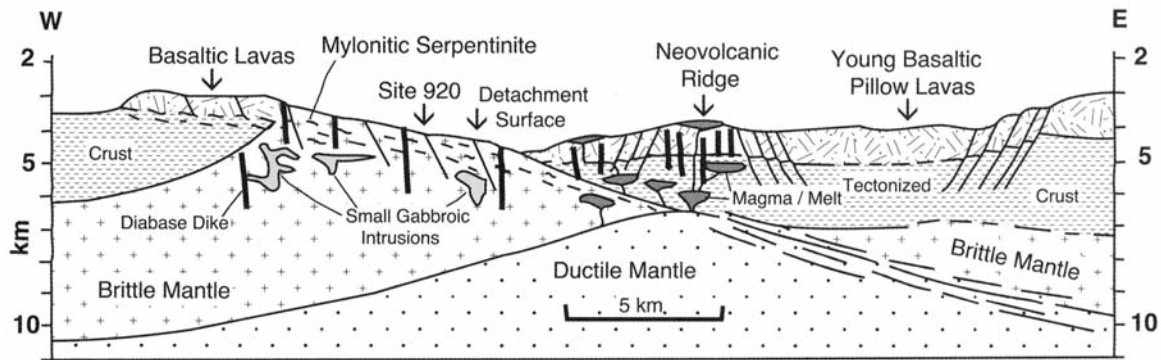 W
E
Basaltic Lavas
Mylonitic Serpentinite
Site 920
Detachment
Surface
Neovolcanic
Ridge
Young Basaltic
Pillow Lavas
2
2
5
5
km
10
10
Crust
Diabase Dike
Small Gabbroic
Intrusions
Magma / Melt
Tectonized
Crust
Brittle Mantle
Ductile Mantle
Brittle Mantle
5 km